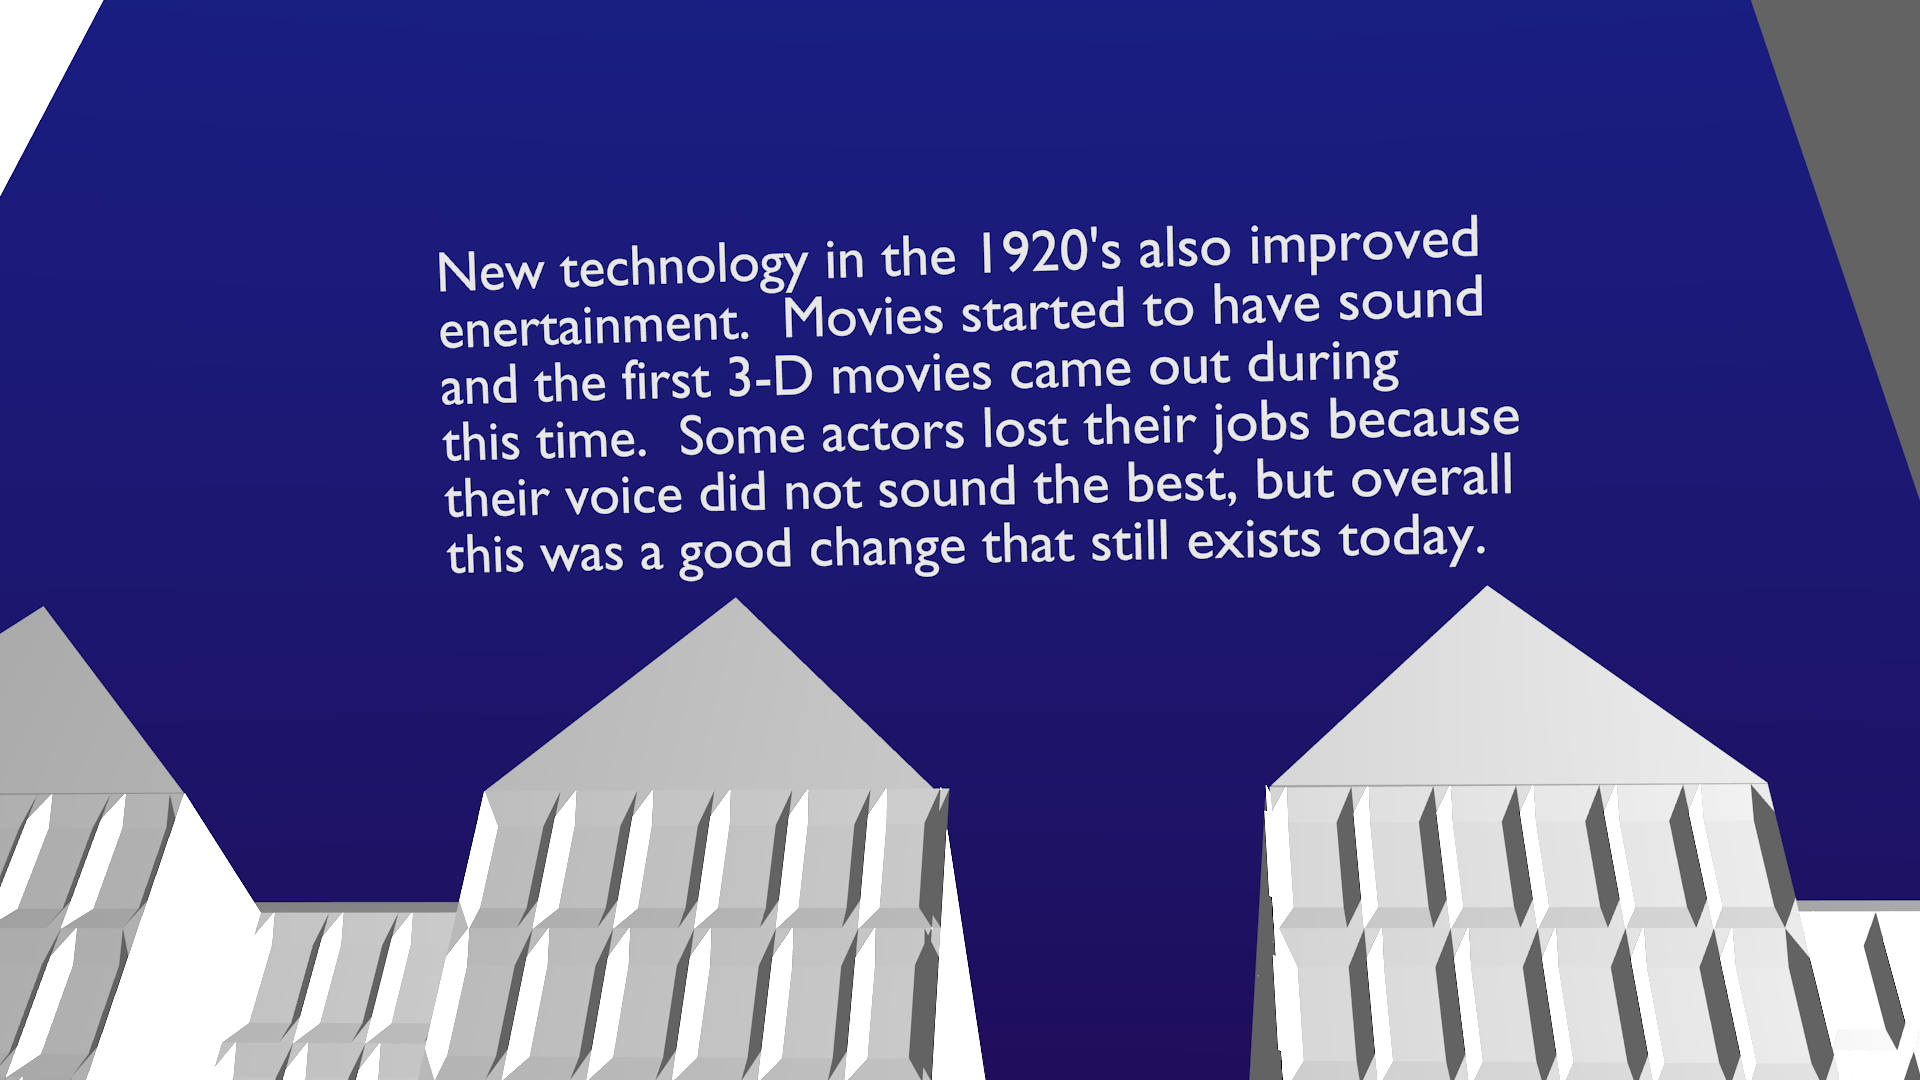 New technology in the 1920's also improved
enertainment.  Movies started to have sound
and the first 3-D movies came out during
this time.  Some actors lost their jobs because
their voice did not sound the best, but overall
this was a good change that still exists today.